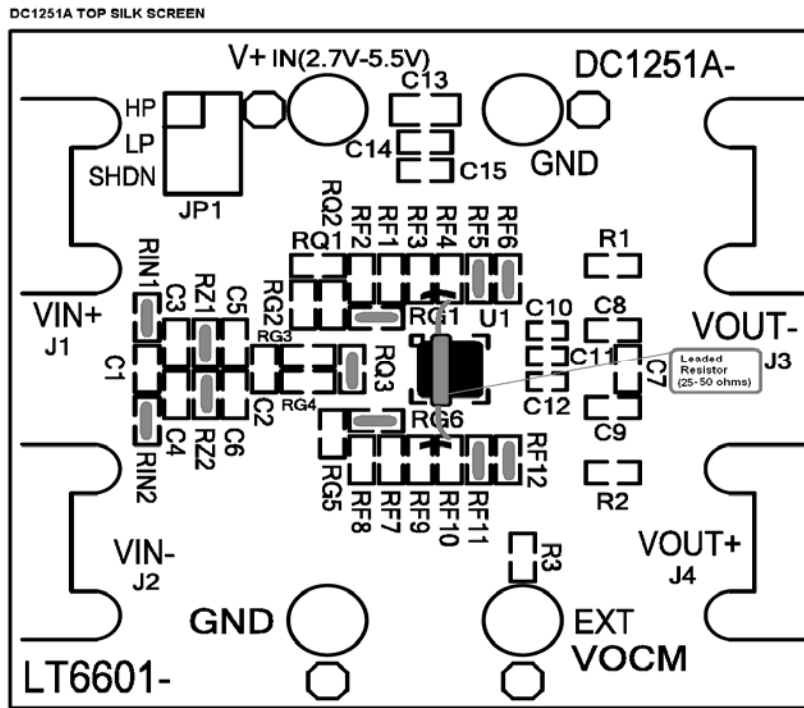 DC1251A TOP SILK SCREEN
V+ IN(2.7V-5.5V)
DC1251A-
C13
HP
LP
SHDN
JP1
C14
C15
GND
RQ2
RF2
RF1
RF3
RF4
RF5
RF6
RQ1
R1
RIN1
C3
RZ1
C5
RG2
RG1
U1
C10
C8
VIN+
J1
VOUT-
J3
C1
RG3
RQ3
C11
Leaded
Resistor
(25-50 ohms)
C7
RG4
C2
C12
RG6
C9
RIN2
C4
RZ2
C6
RG5
RF8
RF7
RF9
RF10
RF11
RF12
R2
VIN-
J2
R3
VOUT+
J4
GND
EXT
VOCM
LT6601-